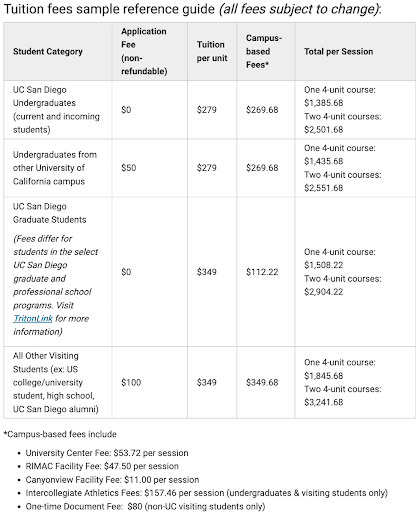 Tuition fees sample reference guide (all fees subject to change):
Student Category
Application
Fee
(non-
refundable)
Tuition
per unit
Campus-
based
Fees*
Total per Session
UC San Diego
Undergraduates
(current and incoming
students)
$0
$279
$269.68
One 4-unit course:
$1,385.68
Two 4-unit courses:
$2,501.68
Undergraduates from
other University of
California campus
$50
$279
$269.68
One 4-unit course:
$1,435.68
Two 4-unit courses:
$2,551.68
UC San Diego
Graduate Students
(Fees differ for
students in the select
UC San Diego
graduate and
professional school
programs. Visit
TritonLink for more
information)
$0
$349
$112.22
One 4-unit course:
$1,508.22
Two 4-unit courses:
$2,904.22
All Other Visiting
Students (ex: US
college/university
student, high school,
UC San Diego alumni)
$100
$349
$349.68
One 4-unit course:
$1,845.68
Two 4-unit courses:
$3,241.68
*Campus-based fees include
• University Center Fee: $53.72 per session
• RIMAC Facility Fee: $47.50 per session
• Canyonview Facility Fee: $11.00 per session
• Intercollegiate Athletics Fees: $157.46 per session (undergraduates & visiting students only)
• One-time Document Fee: $80 (non-UC visiting students only)